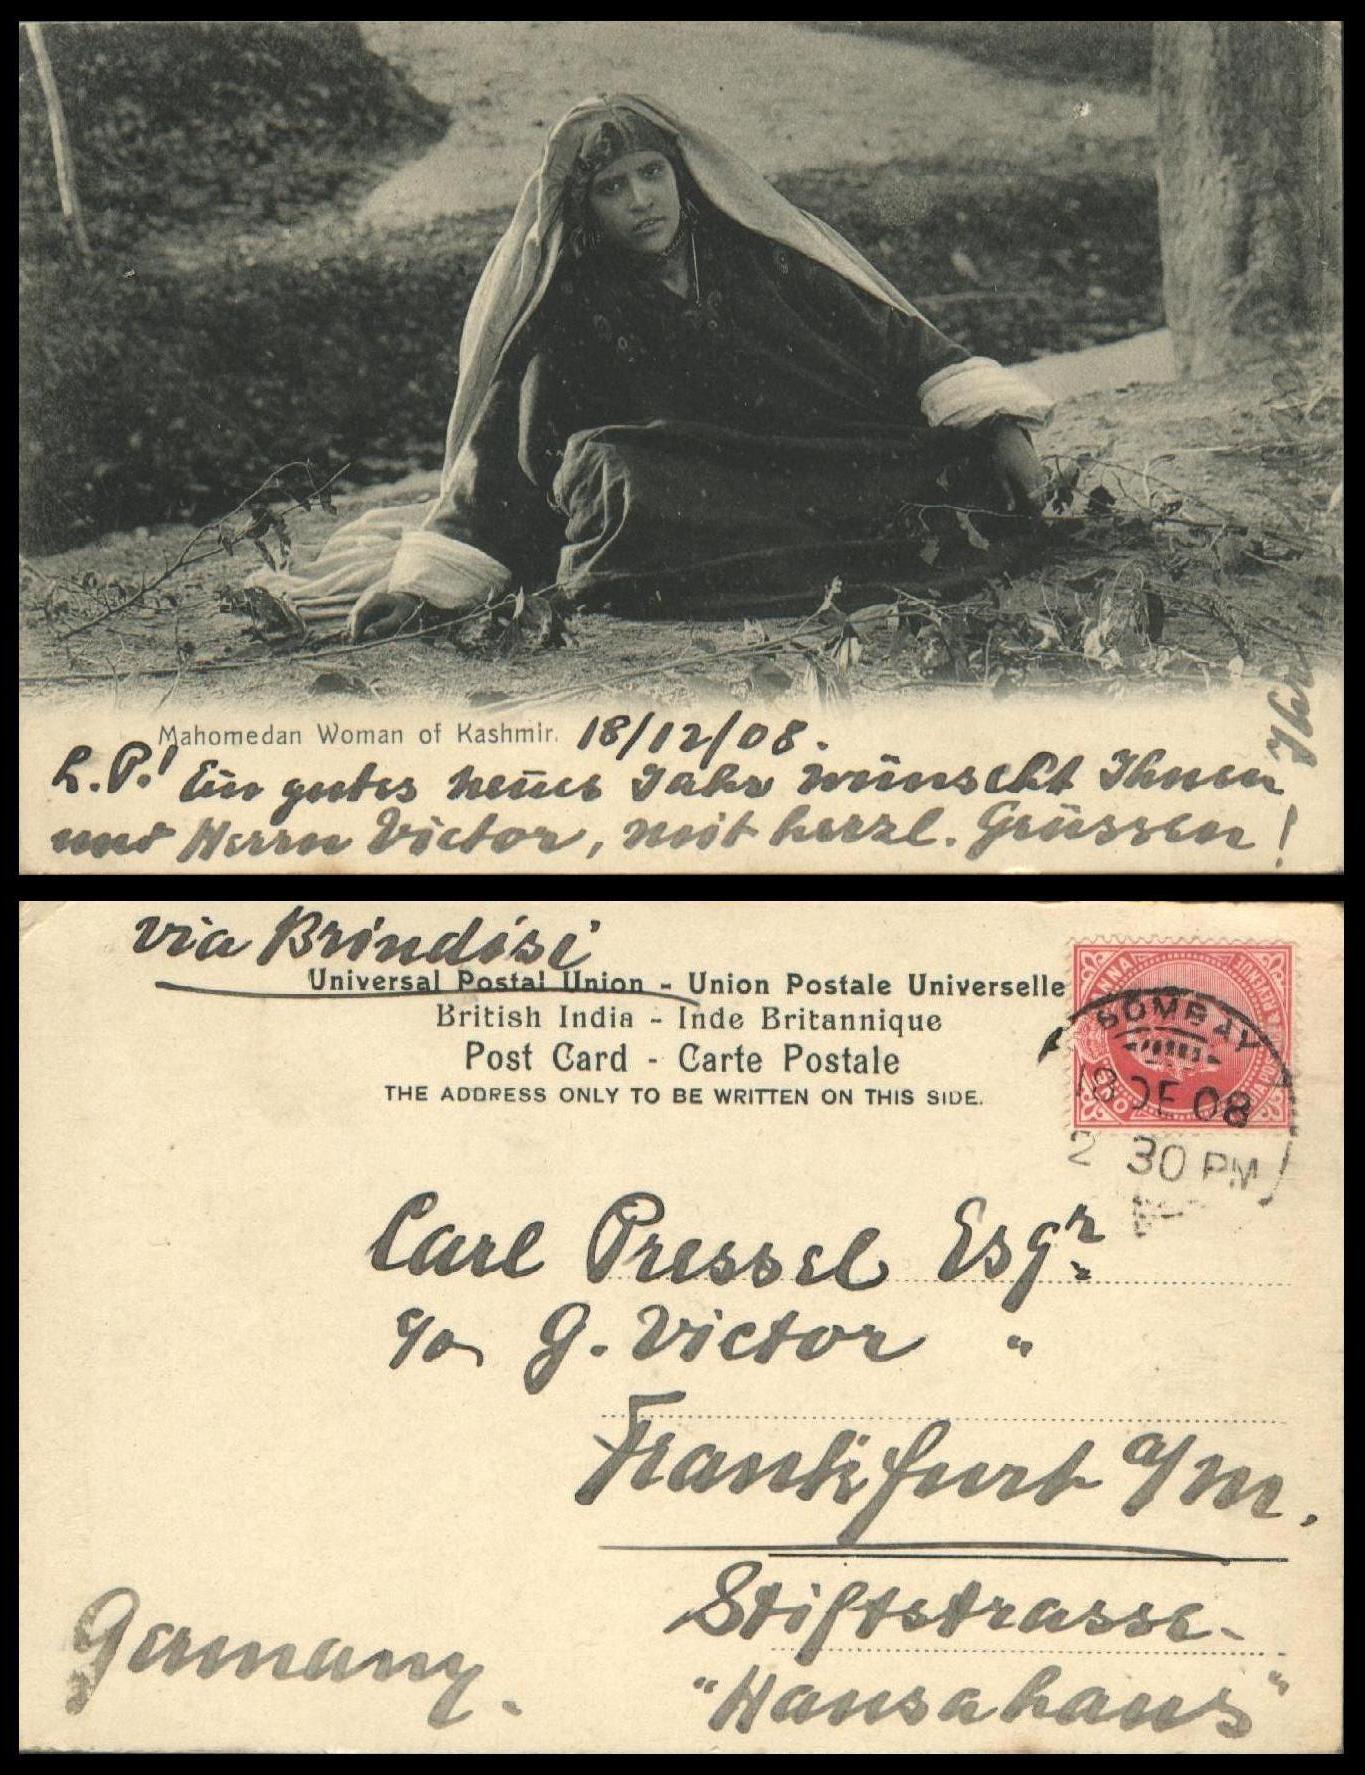 Mahomedan Woman of Kashmir. 18/12/08.
L. P.! Ein gutes neues Jahr wünscht Ihnen
und Herrn Victor, mit herzl. Grüssen!
Ihr
via Brindisi
Universal Postal Union - Union Postale Universelle
British India - Inde Britannique
Post Card - Carte Postale
THE ADDRESS ONLY TO BE WRITTEN ON THIS SIDE.
BOMBAY
18 DE 08
2 30 PM
Carl Pressel Esqr
c/o G. Victor "
Frankfurt a/M.
Stiftstrasse-
"Hansahaus"
Germany.